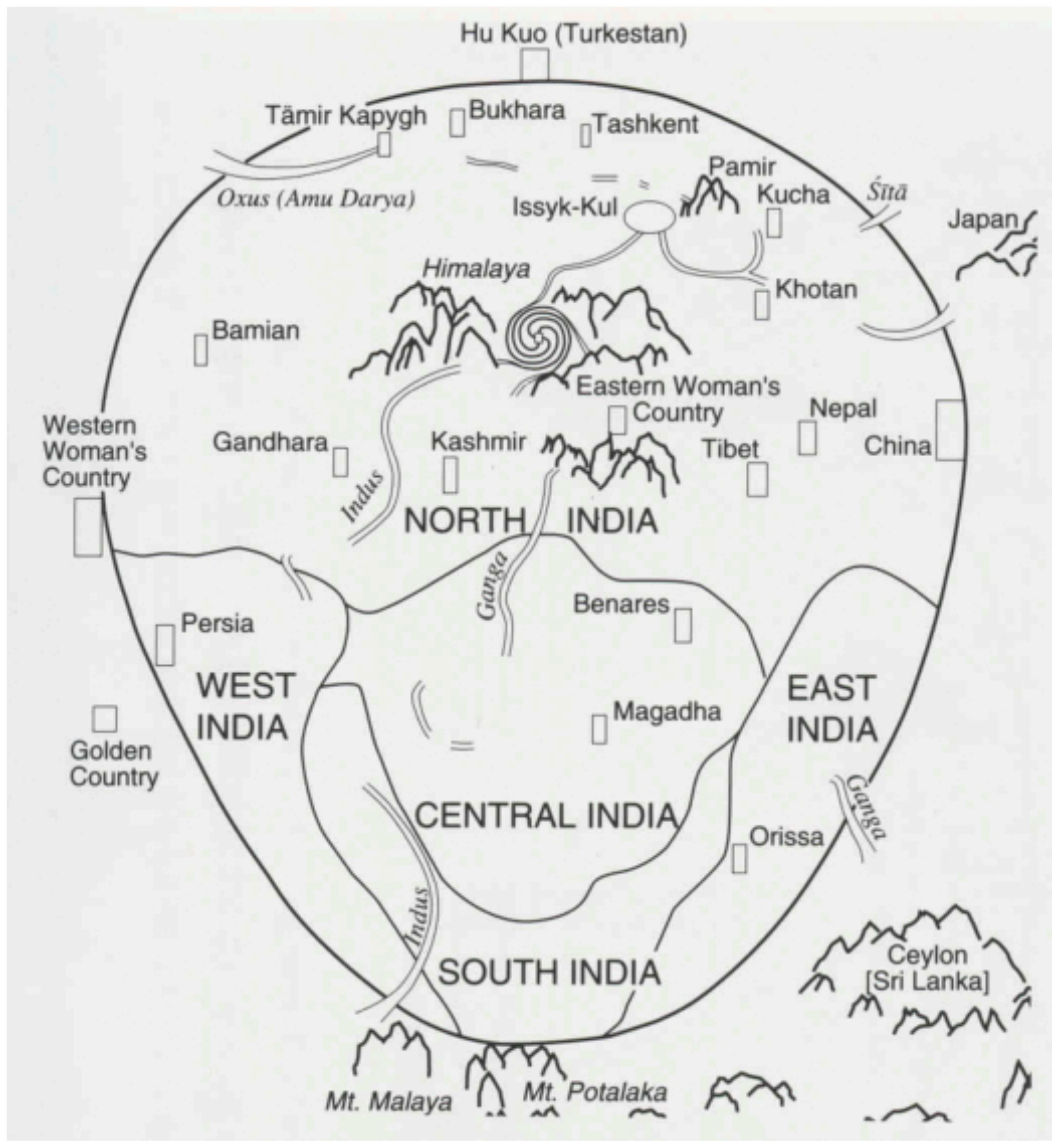 Hu Kuo (Turkestan)
Tämir Kapygh
Bukhara
Tashkent
Oxus (Amu Darya)
Pamir
Issyk-Kul
Kucha
Śītā
Japan
Himalaya
Khotan
Bamian
Eastern Woman's
Country
Western
Woman's
Country
Gandhara
Kashmir
Tibet
Nepal
China
Indus
NORTH INDIA
Ganga
Benares
Persia
WEST
INDIA
EAST
INDIA
Magadha
Golden
Country
CENTRAL INDIA
Ganga
Orissa
Indus
SOUTH INDIA
Ceylon
[Sri Lanka]
Mt. Malaya
Mt. Potalaka